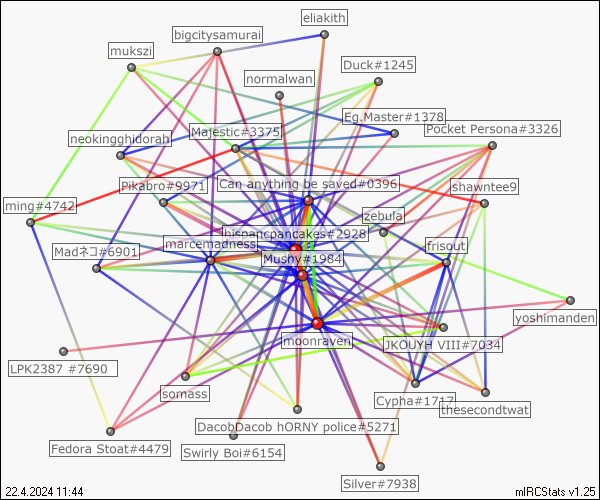 eliakith
bigcitysamurai
mukszi
Duck#1245
normalwan
Eg.Master#1378
Pocket Persona#3326
Majestic#3375
neokingghidorah
Pikabro#9971
Can anything be saved#0396
shawntee9
ming#4742
zebula
hispancpancakes#2928
marcemadness
frisout
Madネコ#6901
Mushy#1984
yoshimanden
moonraven
JKOUYH VIII#7034
LPK2387 #7690
somass
Cypha#1717
thesecondtwat
DacobDacob hORNY police#5271
Fedora Stoat#4479
Swirly Boi#6154
Silver#7938
22.4.2024 11:44
mIRCStats v1.25